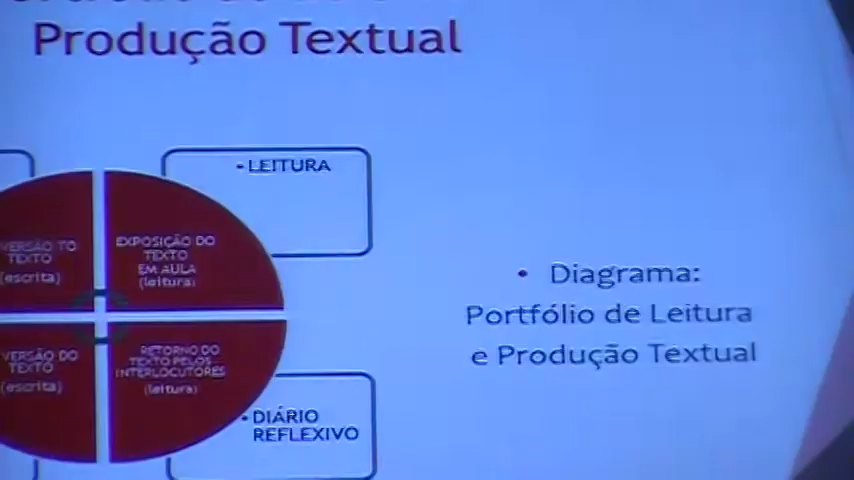 Produção Textual
• LEITURA
VERSÃO TO
TEXTO
(escrita)
EXPOSIÇÃO DO
TEXTO
EM AULA
(leitura)
• Diagrama:
Portfólio de Leitura
e Produção Textual
VERSÃO DO
TEXTO
(escrita)
RETORNO DO
TEXTO PELOS
INTERLOCUTORES
(leitura)
• DIÁRIO
REFLEXIVO